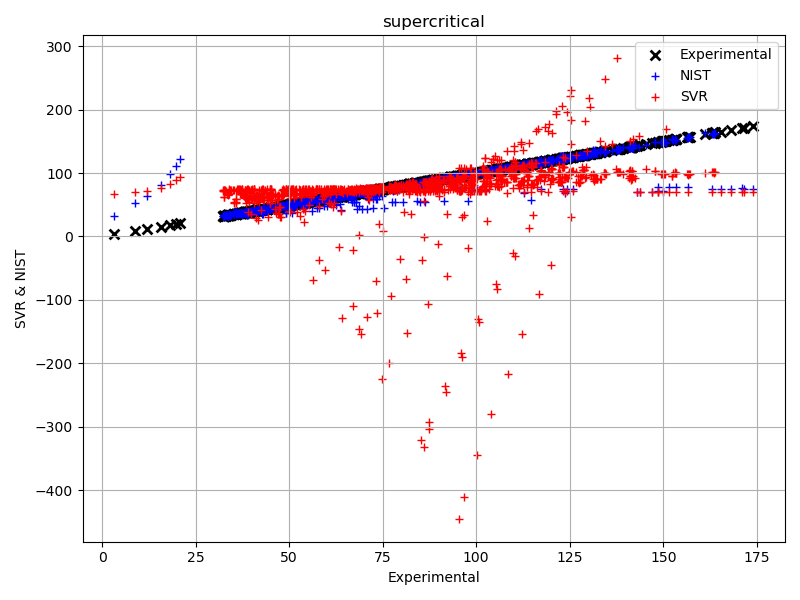 supercritical
Experimental
NIST
SVR
SVR & NIST
300
200
100
0
−100
−200
−300
−400
0 25 50 75 100 125 150 175
Experimental